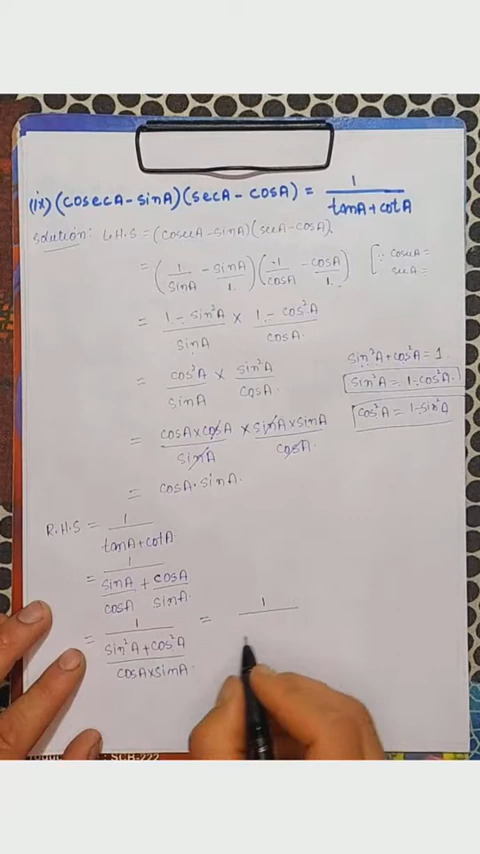 (ix) (cosecA - sinA) (secA - cosA) = 1/(tanA + cotA)
Solution: L.H.S = (cosecA - sinA) (secA - cosA)
= (1/sinA - sinA/1) (1/cosA - cosA/1) [∵ cosecA =
secA =
= (1 - sin²A)/sinA × (1 - cos²A)/cosA
= cos²A/sinA × sin²A/cosA
sin²A + cos²A = 1
sin²A = 1 - cos²A
cos²A = 1 - sin²A
= (cosA × cosA)/sinA × (sinA × sinA)/cosA
= cosA · sinA
R.H.S = 1/(tanA + cotA)
= 1/(sinA/cosA + cosA/sinA)
= 1/((sin²A + cos²A)/(cosA × sinA)) = 1